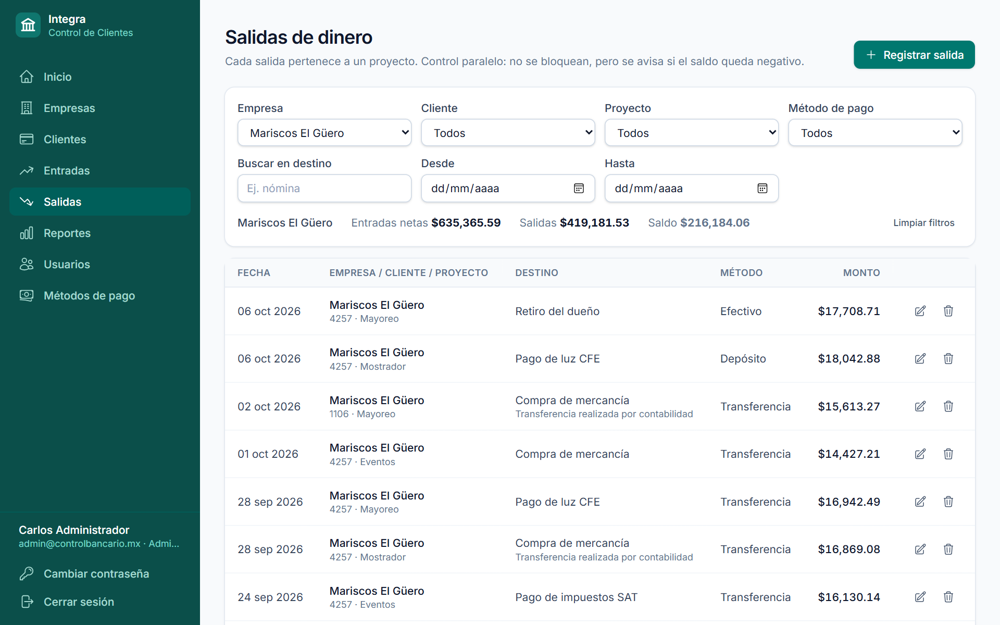 Integra
Control de Clientes
Inicio
Empresas
Clientes
Entradas
Salidas
Reportes
Usuarios
Métodos de pago
Carlos Administrador
admin@controlbancario.mx · Admi...
Cambiar contraseña
Cerrar sesión
Salidas de dinero
Cada salida pertenece a un proyecto. Control paralelo: no se bloquean, pero se avisa si el saldo queda negativo.
+ Registrar salida
Empresa Cliente Proyecto Método de pago
Mariscos El Güero Todos Todos Todos
Buscar en destino Desde Hasta
Ej. nómina dd/mm/aaaa dd/mm/aaaa
Mariscos El Güero Entradas netas $635,365.59 Salidas $419,181.53 Saldo $216,184.06 Limpiar filtros
FECHA EMPRESA / CLIENTE / PROYECTO DESTINO MÉTODO MONTO
06 oct 2026 Mariscos El Güero Retiro del dueño Efectivo $17,708.71
4257 · Mayoreo
06 oct 2026 Mariscos El Güero Pago de luz CFE Depósito $18,042.88
4257 · Mostrador
02 oct 2026 Mariscos El Güero Compra de mercancía Transferencia $15,613.27
1106 · Mayoreo Transferencia realizada por contabilidad
01 oct 2026 Mariscos El Güero Compra de mercancía Transferencia $14,427.21
4257 · Eventos
28 sep 2026 Mariscos El Güero Pago de luz CFE Transferencia $16,942.49
4257 · Mayoreo
28 sep 2026 Mariscos El Güero Compra de mercancía Transferencia $16,869.08
4257 · Mostrador Transferencia realizada por contabilidad
24 sep 2026 Mariscos El Güero Pago de impuestos SAT Transferencia $16,130.14
4257 · Eventos